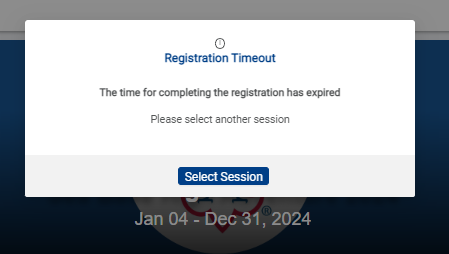 Registration Timeout
The time for completing the registration has expired
Please select another session
Select Session
Jan 04 - Dec 31, 2024
®